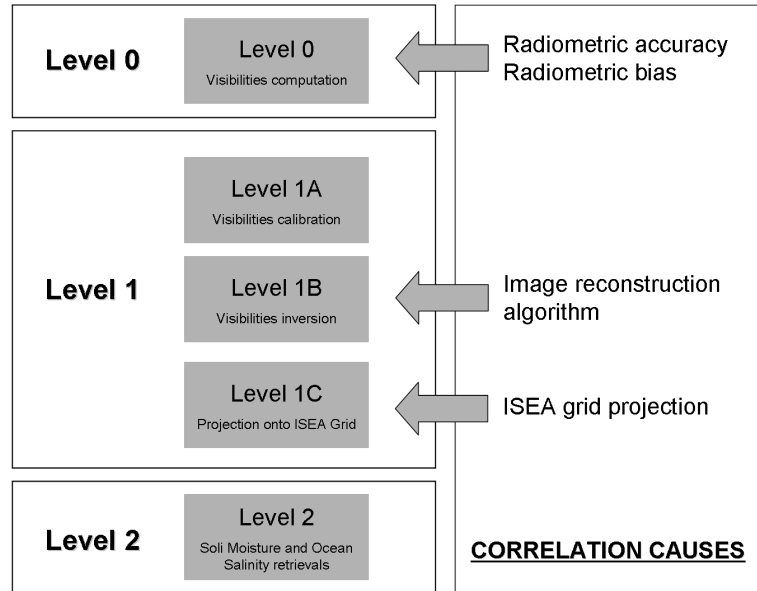 Level 0
Level 0
Visibilities computation
Radiometric accuracy
Radiometric bias
Level 1
Level 1A
Visibilities calibration
Level 1B
Visibilities inversion
Image reconstruction
algorithm
Level 1C
Projection onto ISEA Grid
ISEA grid projection
Level 2
Level 2
Soli Moisture and Ocean
Salinity retrievals
CORRELATION CAUSES